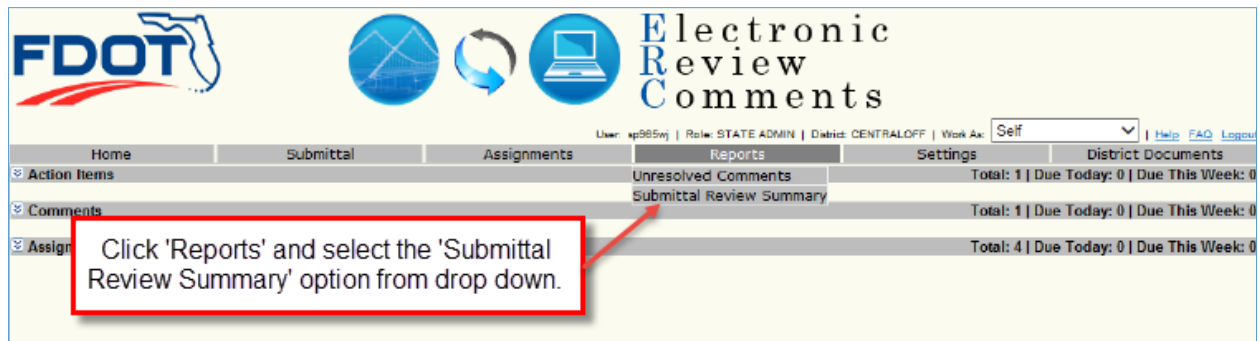 FDOT
Electronic
Review
Comments
User: sp985wj | Role: STATE ADMIN | District: CENTRALOFF | Work As: Self | Help FAQ Logout
Home Submittal Assignments Reports Settings District Documents
Action Items Unresolved Comments Total: 1 | Due Today: 0 | Due This Week: 0
Submittal Review Summary
Comments Total: 1 | Due Today: 0 | Due This Week: 0
Assign Total: 4 | Due Today: 0 | Due This Week: 0
Click 'Reports' and select the 'Submittal
Review Summary' option from drop down.